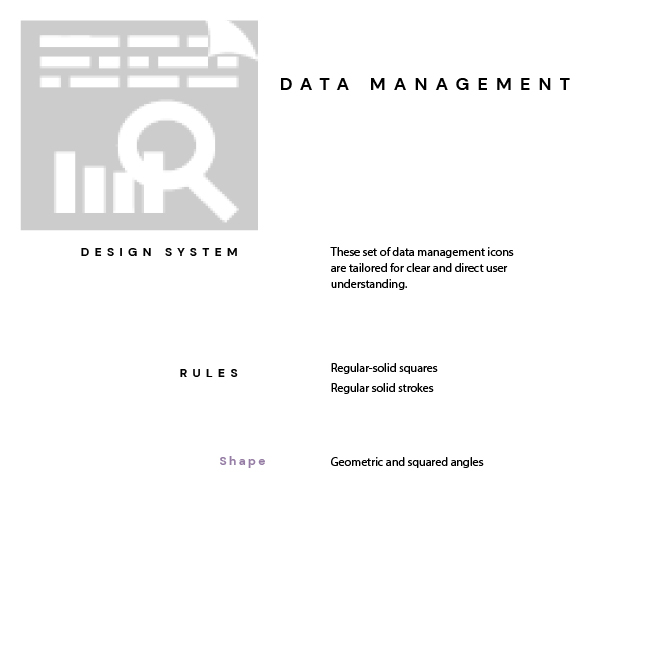 DATA MANAGEMENT
DESIGN SYSTEM
These set of data management icons
are tailored for clear and direct user
understanding.
RULES
Regular-solid squares
Regular solid strokes
Shape
Geometric and squared angles